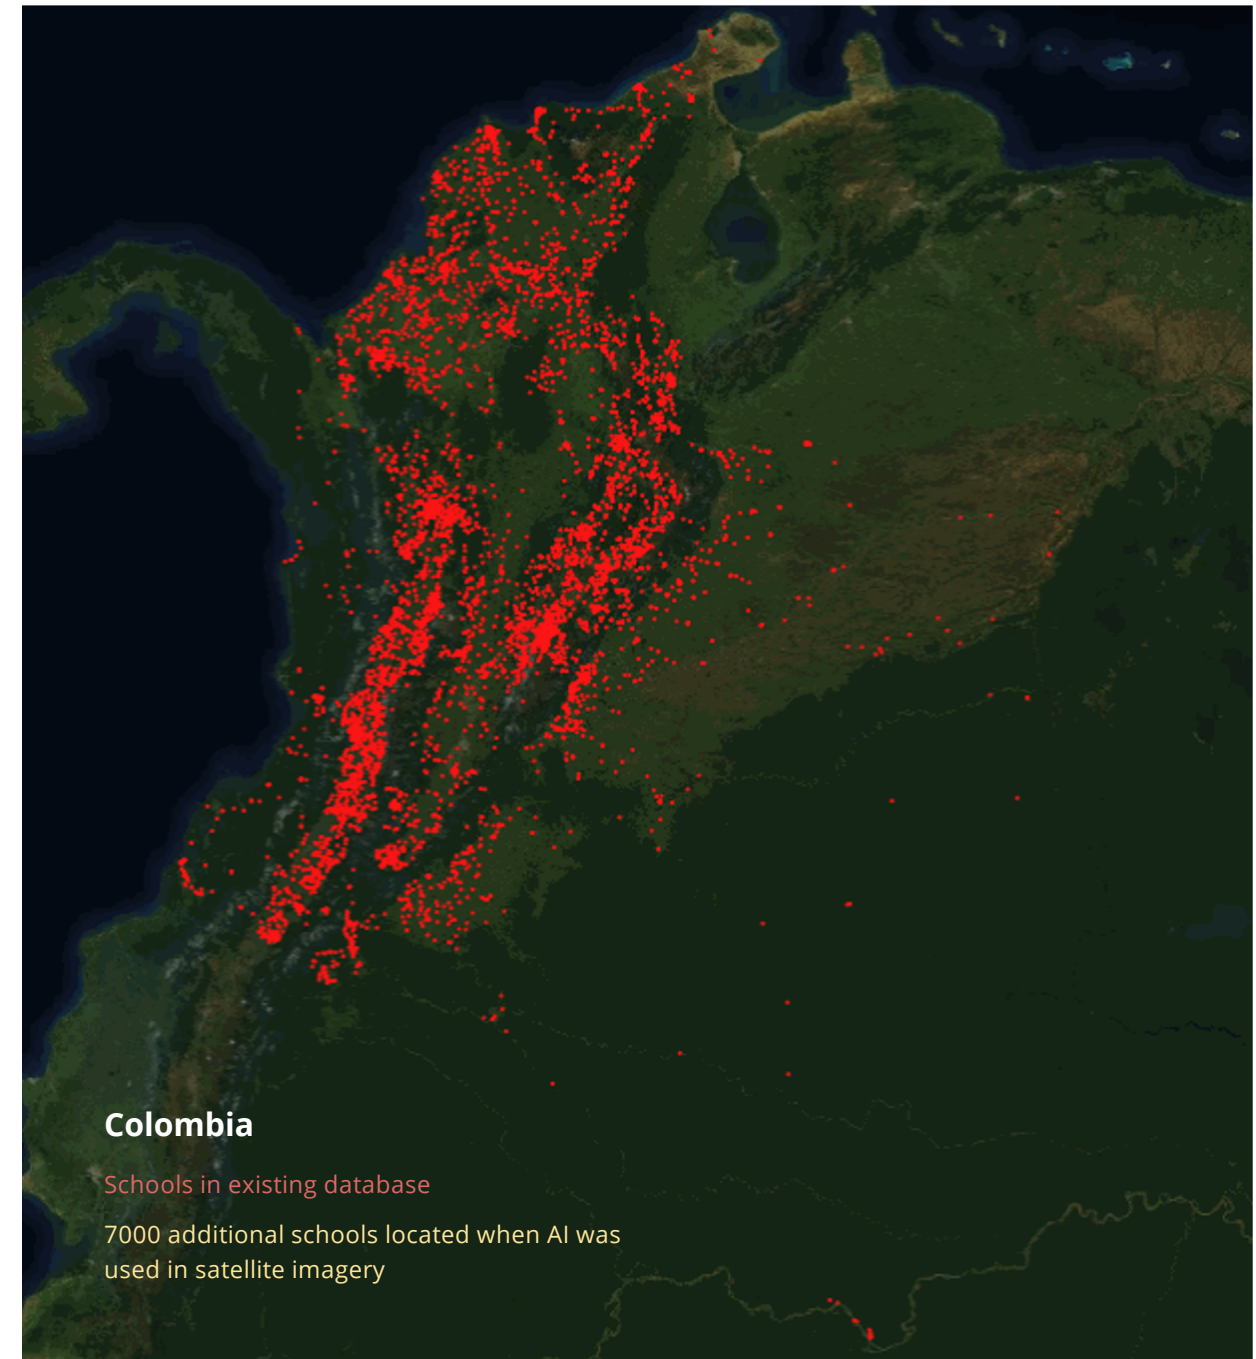 Colombia
Schools in existing database
7000 additional schools located when AI was
used in satellite imagery